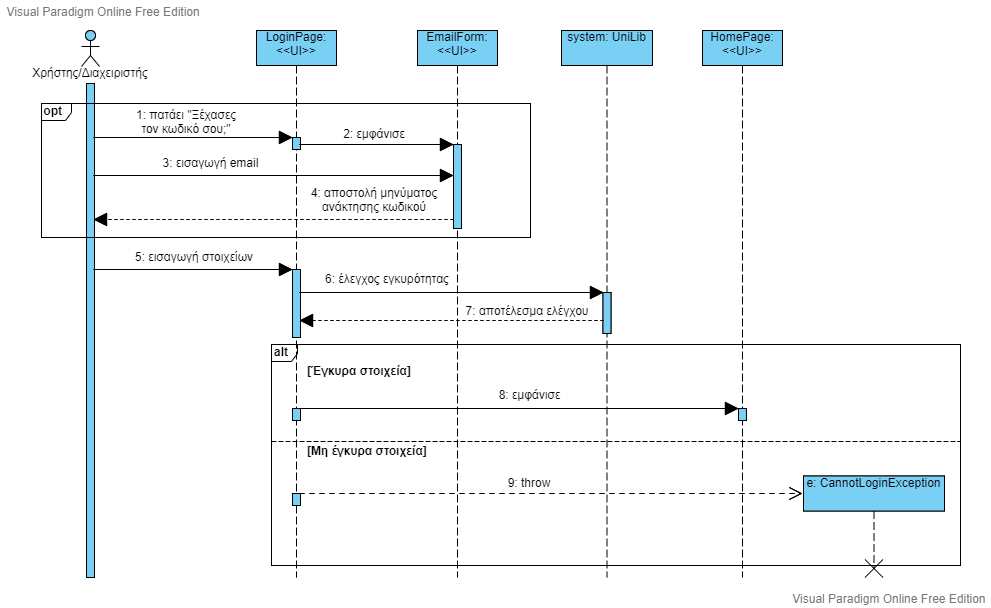 Visual Paradigm Online Free Edition
LoginPage:
<<UI>>
EmailForm:
<<UI>>
system: UniLib
HomePage:
<<UI>>
Χρήστης/Διαχειριστής
opt
1: πατάει "Ξέχασες
τον κωδικό σου;"
2: εμφάνισε
3: εισαγωγή email
4: αποστολή μηνύματος
ανάκτησης κωδικού
5: εισαγωγή στοιχείων
6: έλεγχος εγκυρότητας
7: αποτέλεσμα ελέγχου
alt
[Έγκυρα στοιχεία]
8: εμφάνισε
[Μη έγκυρα στοιχεία]
9: throw
e: CannotLoginException
Visual Paradigm Online Free Edition